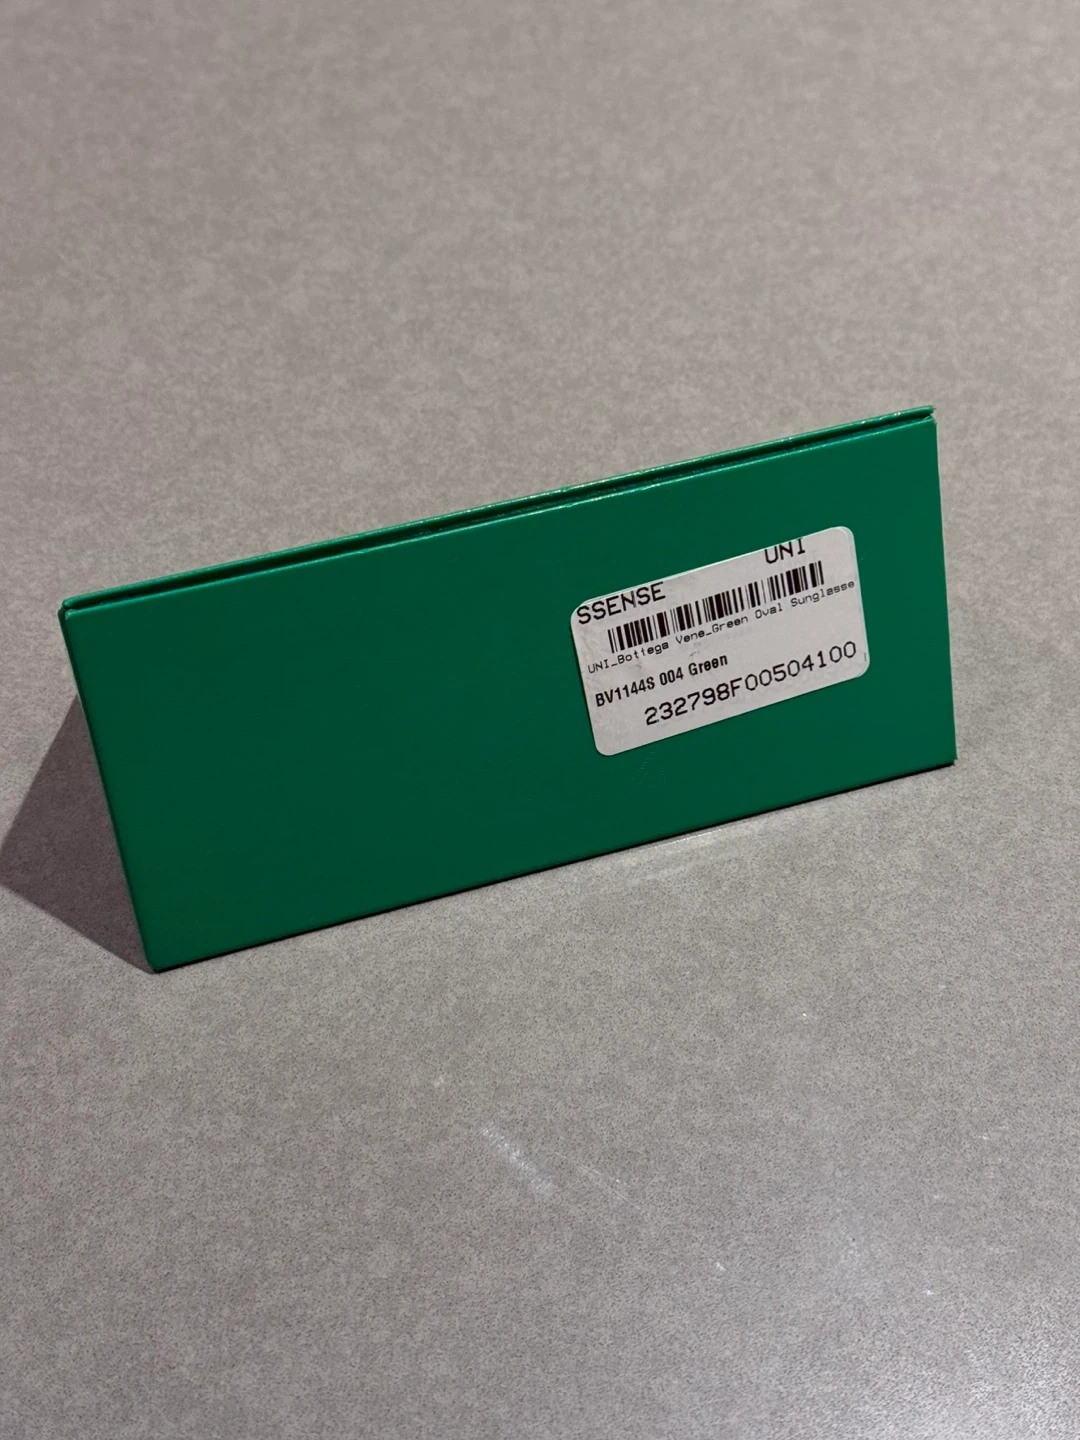 SSENSE UNI
UNI_Bottega Vene_Green Oval Sunglasse
BV1144S 004 Green
232798F00504100